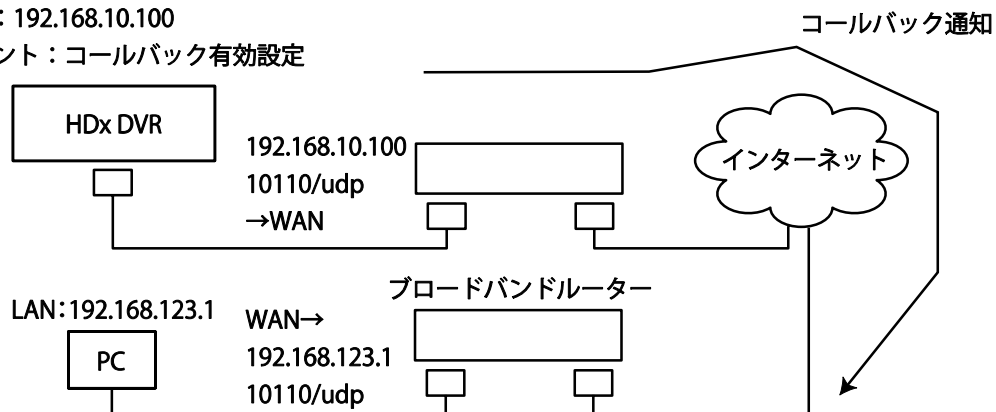 : 192.168.10.100
コールバック通知
ント：コールバック有効設定
HDx DVR
192.168.10.100
10110/udp
→WAN
インターネット
ブロードバンドルーター
LAN:192.168.123.1
WAN→
192.168.123.1
10110/udp
PC